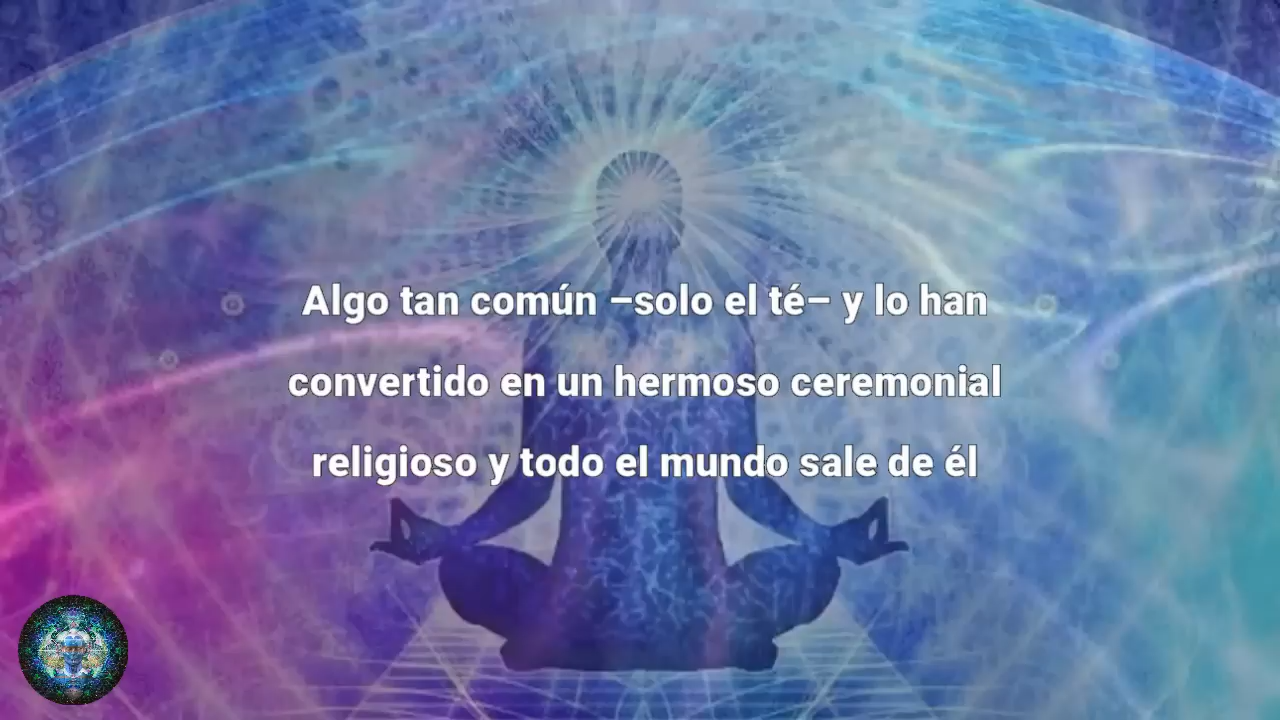 Algo tan común –solo el té– y lo han
convertido en un hermoso ceremonial
religioso y todo el mundo sale de él